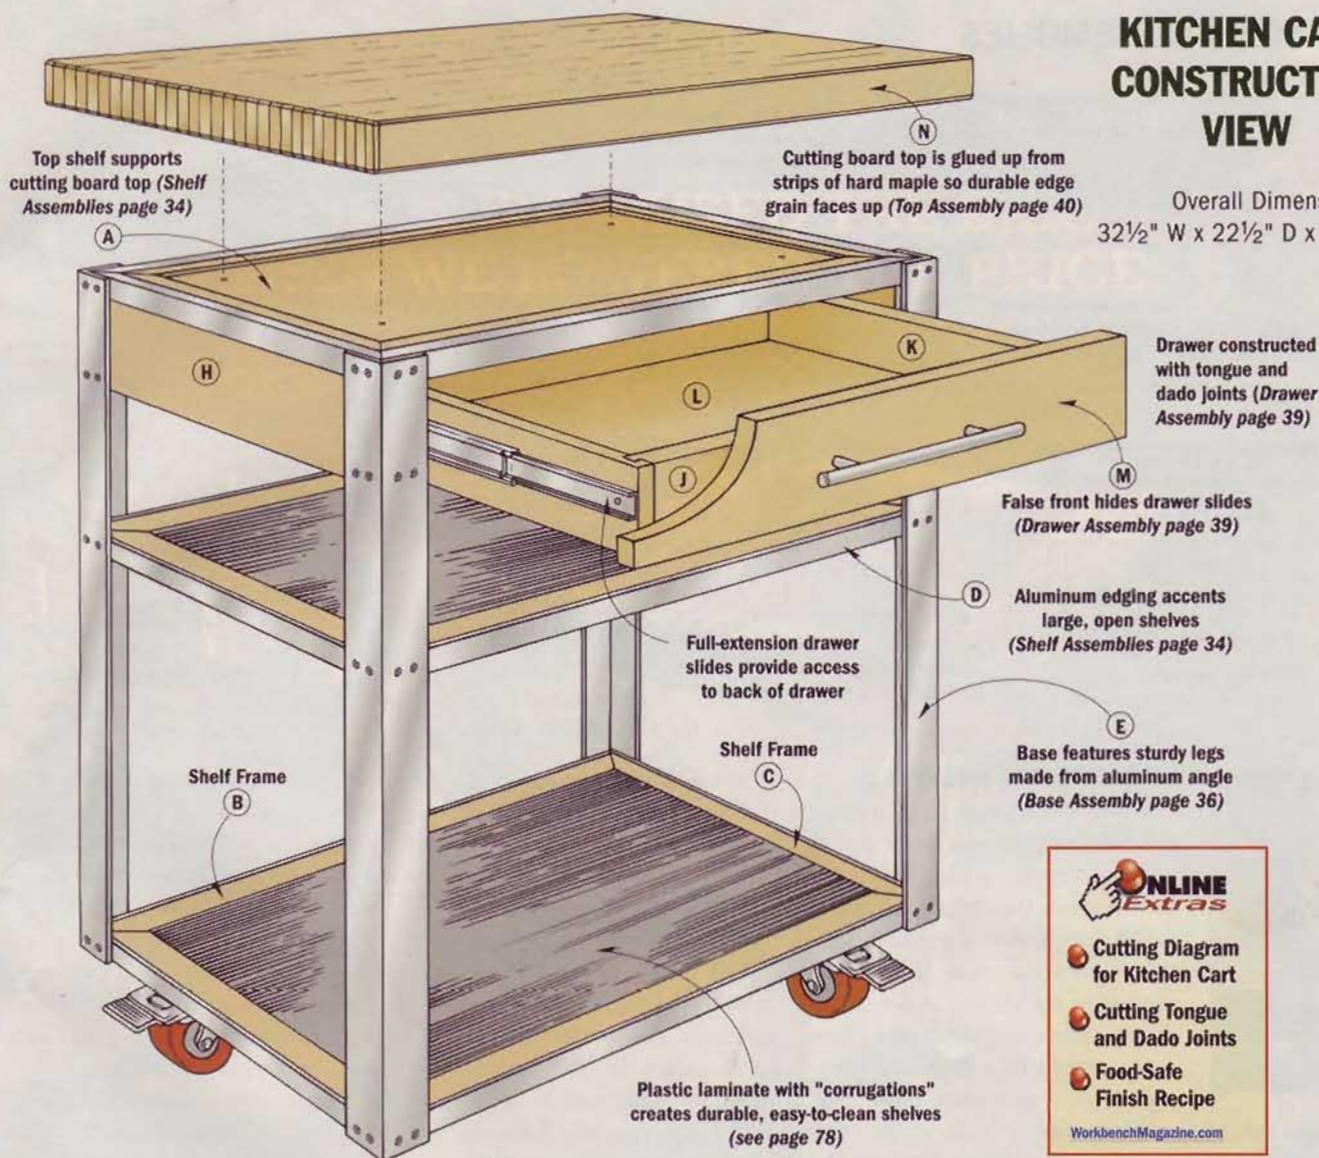 KITCHEN CA
CONSTRUCT
VIEW
Overall Dimens
32½" W x 22½" D x
N
Cutting board top is glued up from
strips of hard maple so durable edge
grain faces up (Top Assembly page 40)
Top shelf supports
cutting board top (Shelf
Assemblies page 34)
A
H
K
L
J
Drawer constructed
with tongue and
dado joints (Drawer
Assembly page 39)
M
False front hides drawer slides
(Drawer Assembly page 39)
D
Aluminum edging accents
large, open shelves
(Shelf Assemblies page 34)
Full-extension drawer
slides provide access
to back of drawer
E
Base features sturdy legs
made from aluminum angle
(Base Assembly page 36)
Shelf Frame
B
Shelf Frame
C
Plastic laminate with "corrugations"
creates durable, easy-to-clean shelves
(see page 78)
ONLINE
Extras
Cutting Diagram
for Kitchen Cart
Cutting Tongue
and Dado Joints
Food-Safe
Finish Recipe
WorkbenchMagazine.com